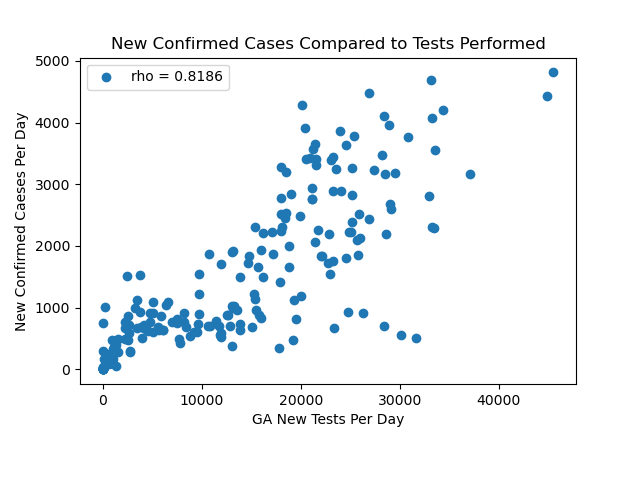 New Confirmed Cases Compared to Tests Performed
rho = 0.8186
New Confirmed Caeses Per Day
5000
4000
3000
2000
1000
0
0 10000 20000 30000 40000
GA New Tests Per Day